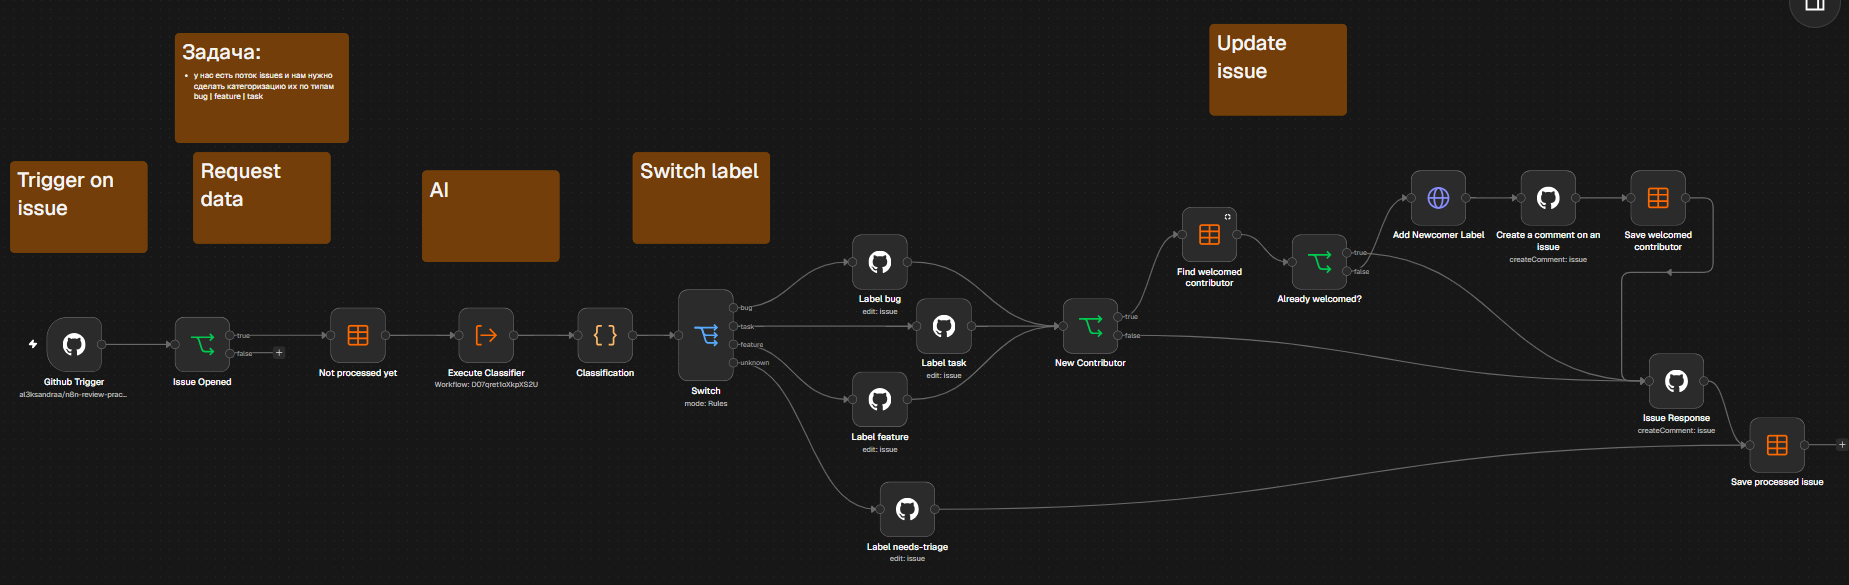 Задача:
у нас есть поток issues и нам нужно
сделать категоризацию их по типам
bug | feature | task
Update
issue
Trigger on
issue
Request
data
AI
Switch label
Github Trigger
al3ksandraa/n8n-review-prac...
true
false
Issue Opened
Not processed yet
Execute Classifier
Classification
bug
task
feature
unknown
Switch
mode: Rules
Label bug
edit: issue
Label task
edit: issue
Label feature
edit: issue
Label needs-triage
edit: issue
true
false
New Contributor
Find welcomed
contributor
true
false
Already welcomed?
Add Newcomer Label
Create a comment on an
issue
createComment: issue
Save welcomed
contributor
Issue Response
createComment: issue
Save processed issue